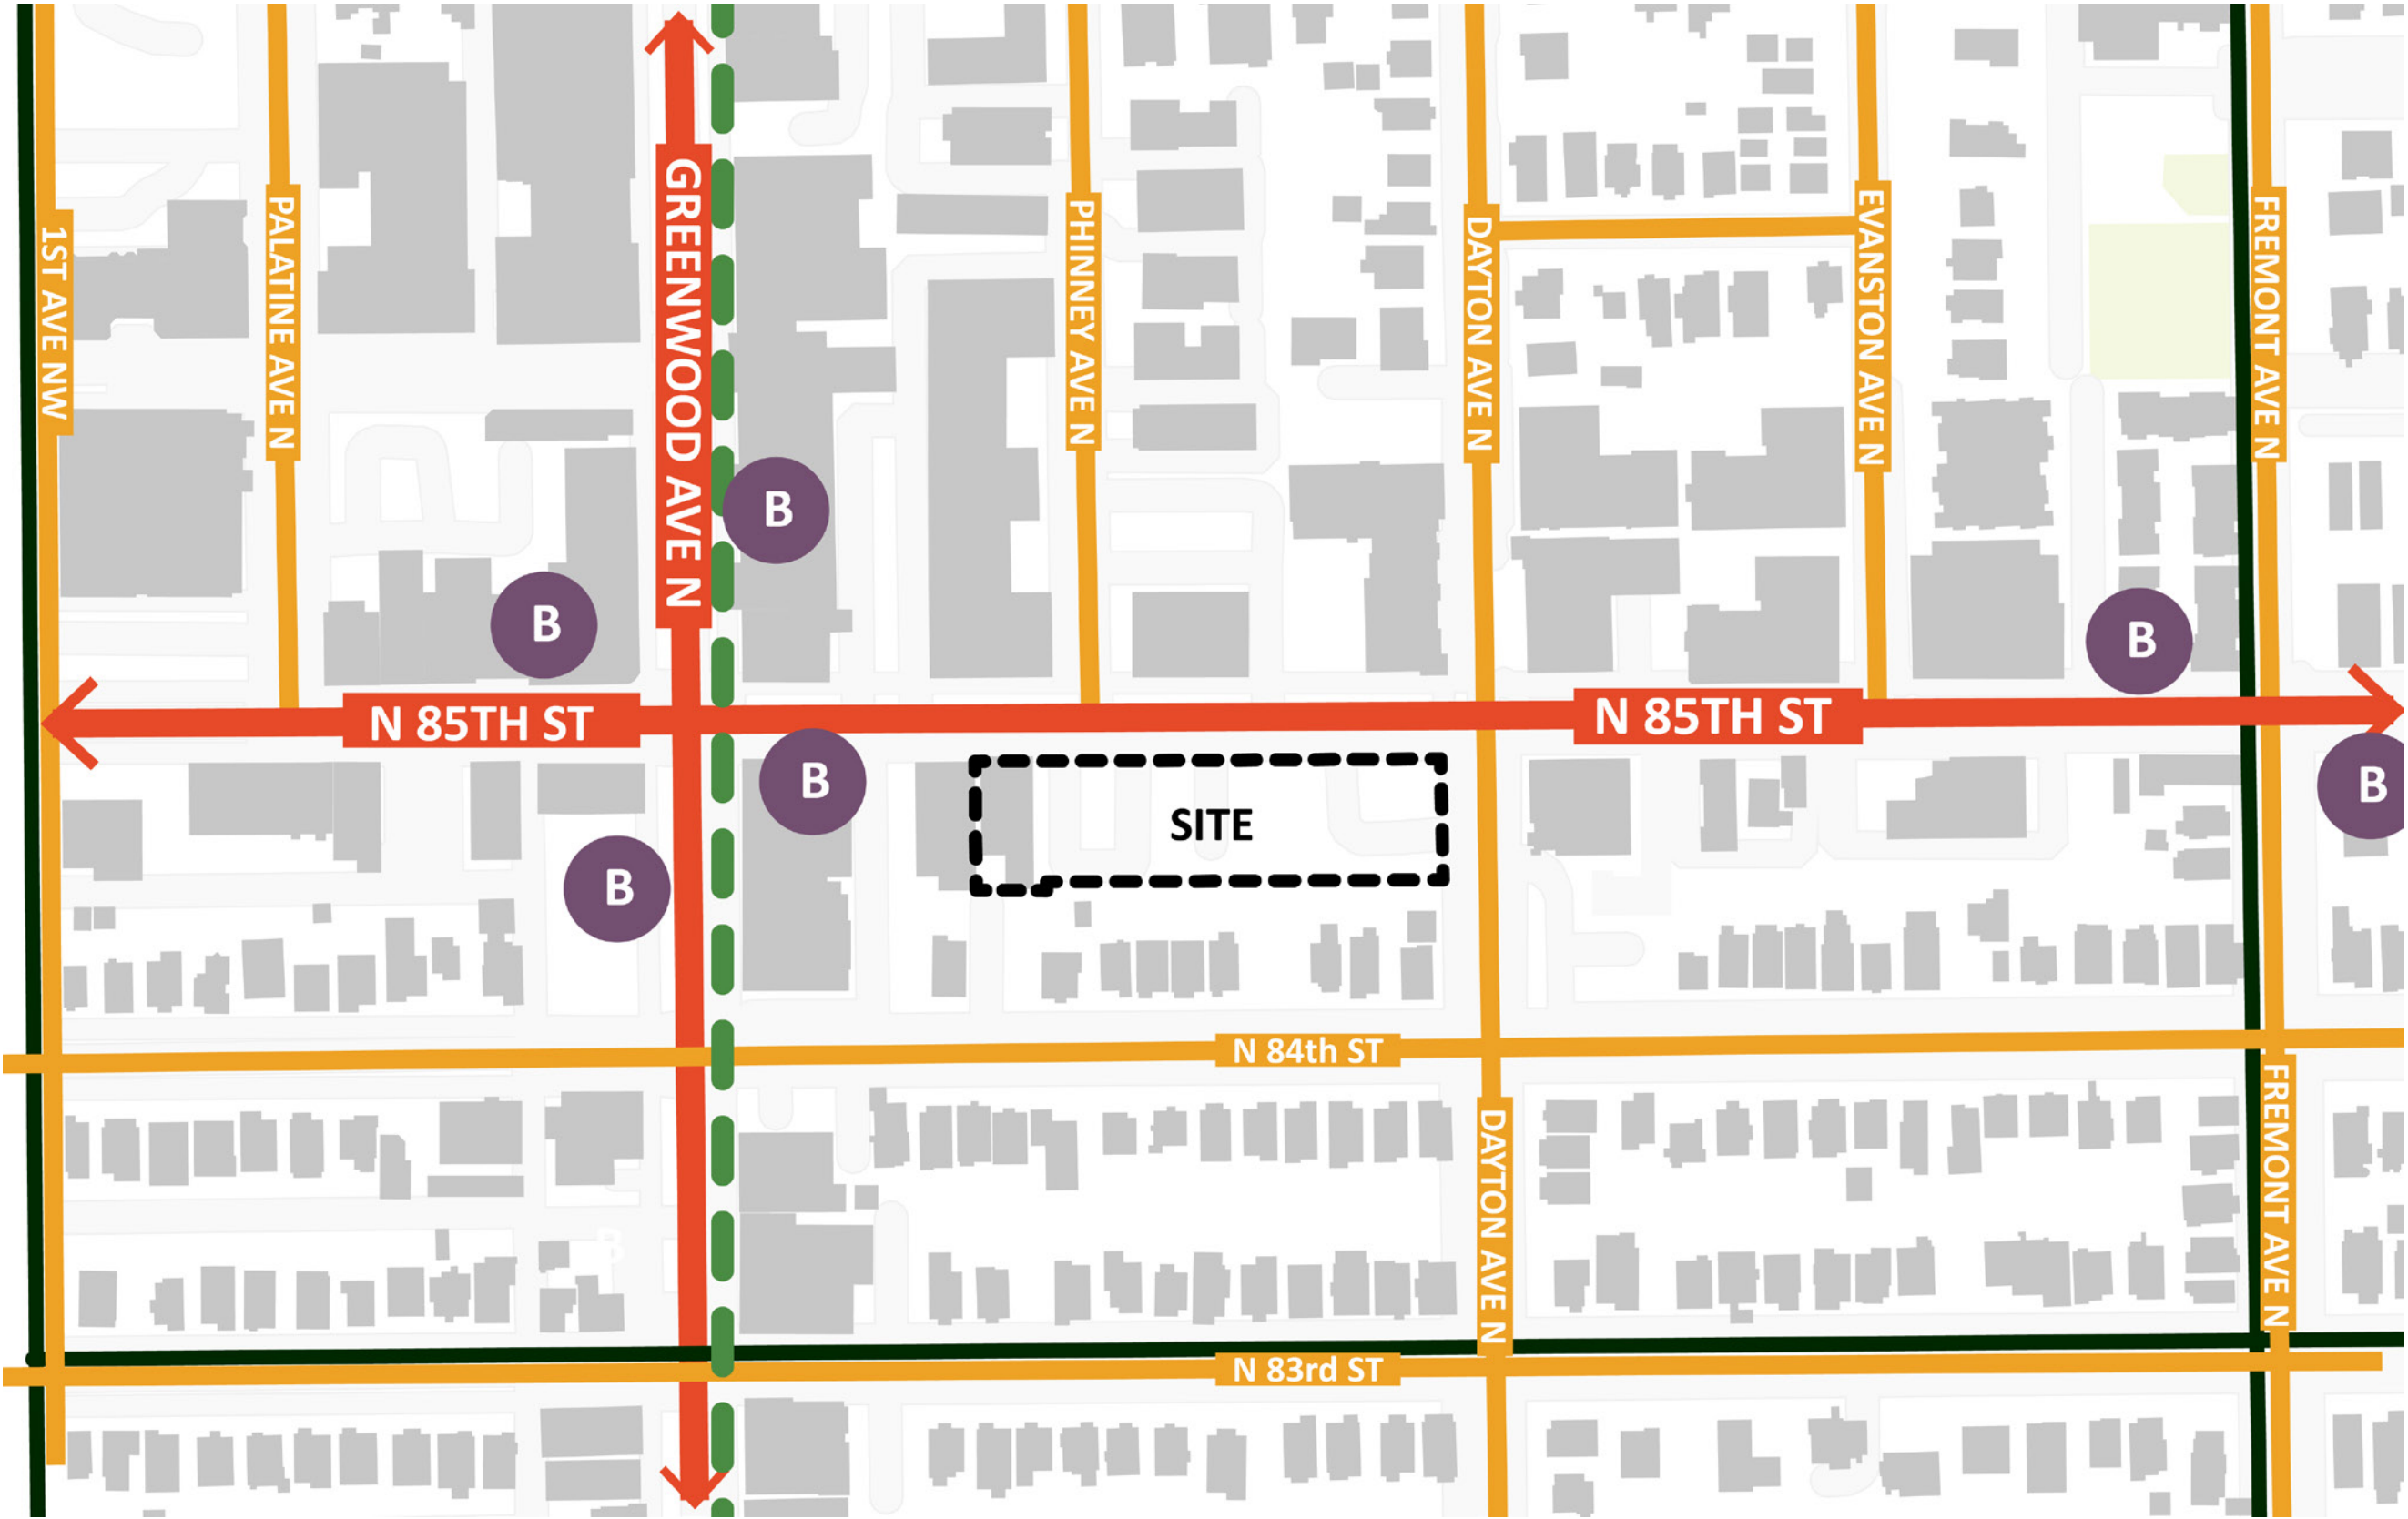 1ST AVE NW
PALATINE AVE N
GREENWOOD AVE N
PHINNEY AVE N
DAYTON AVE N
EVANSTON AVE N
FREMONT AVE N
B
B
B
N 85TH ST
N 85TH ST
B
B
SITE
B
N 84th ST
DAYTON AVE N
FREMONT AVE N
B
N 83rd ST